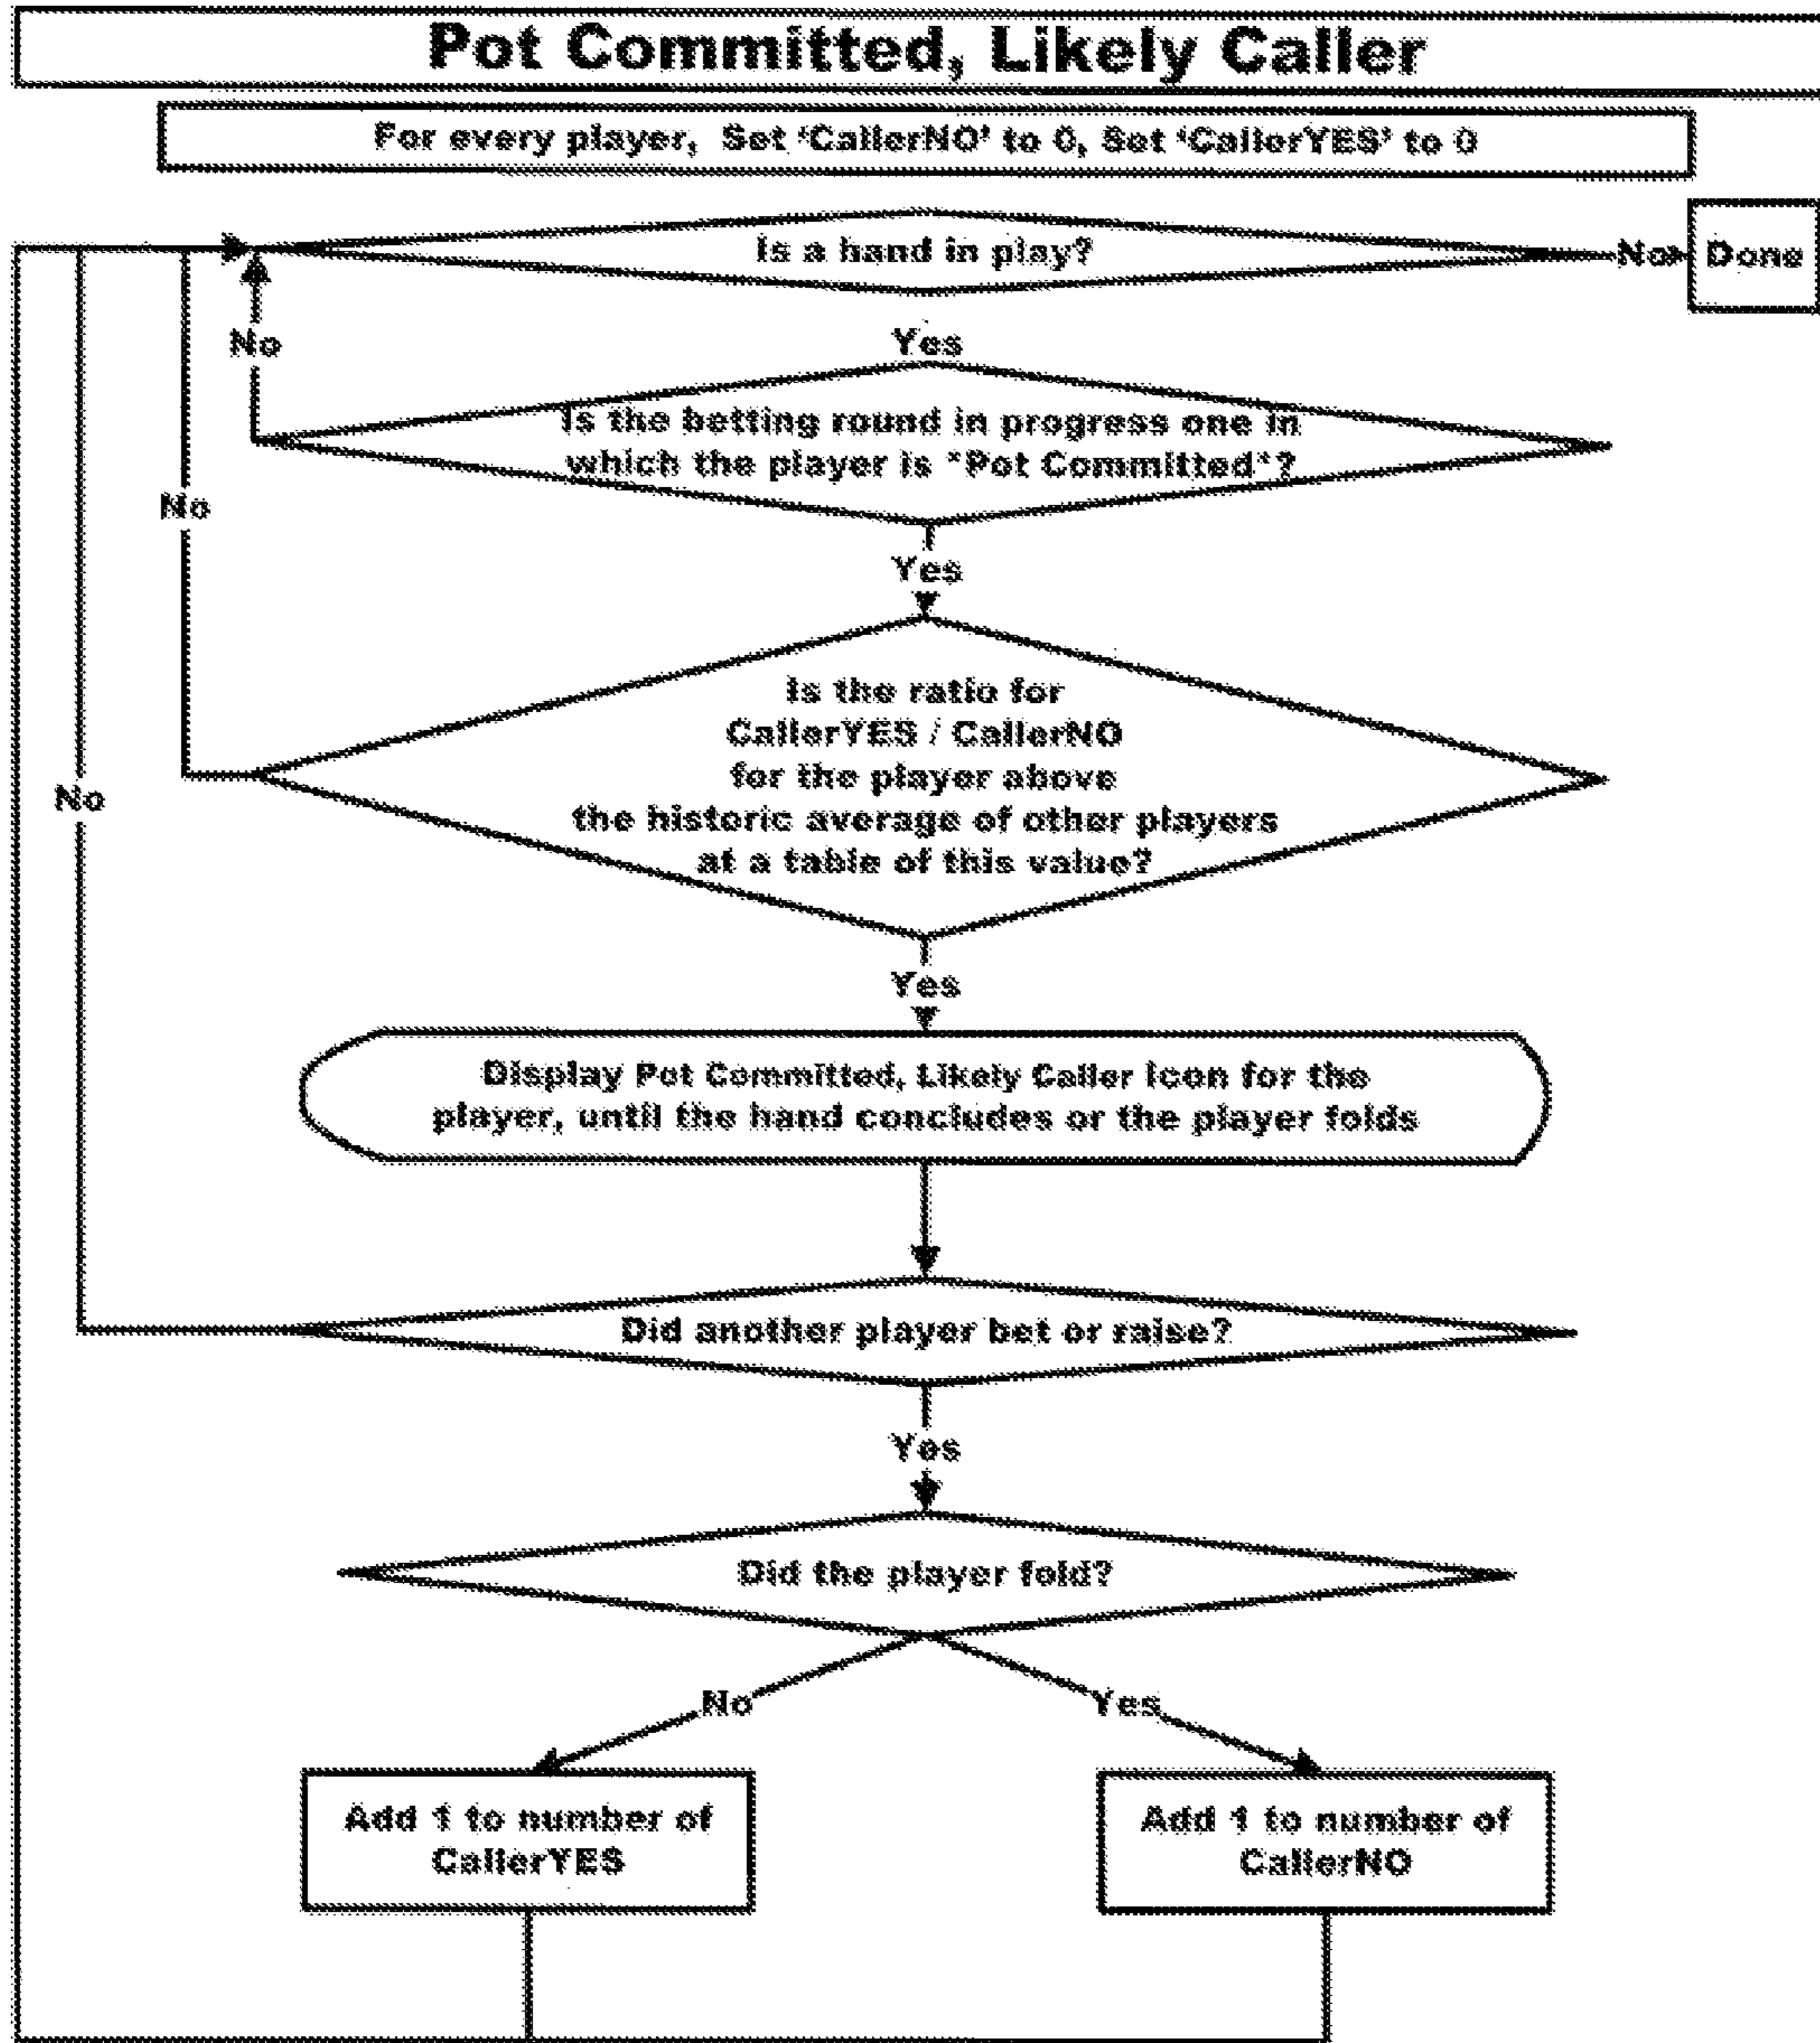 Pot Committed, Likely Caller
For every player, Set ‘CallerNO’ to 0, Set ‘CallerYES’ to 0
Is a hand in play?
No
Done
No
Yes
Is the betting round in progress one in
which the player is "Pot Committed"?
No
Yes
Is the ratio for
CallerYES / CallerNO
for the player above
the historic average of other players
at a table of this value?
No
Yes
Display Pot Committed, Likely Caller icon for the
player, until the hand concludes or the player folds
Did another player bet or raise?
Yes
Did the player fold?
No
Yes
Add 1 to number of
CallerYES
Add 1 to number of
CallerNO